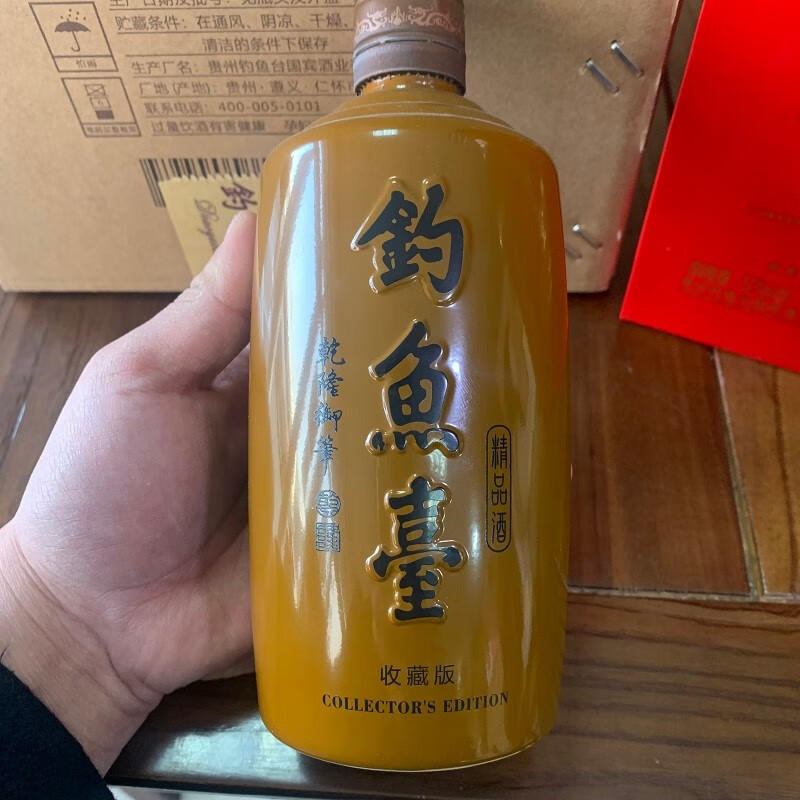 贮藏条件：在通风、阴凉、干燥、
清洁的条件下保存
生产厂名：贵州钓鱼台国宾酒业
厂地(产地)：贵州·遵义·仁怀
联系电话：400-005-0101
过量饮酒有害健康
怕雨
釣
釣魚臺
乾隆御筆
精品酒
收藏版
COLLECTOR'S EDITION